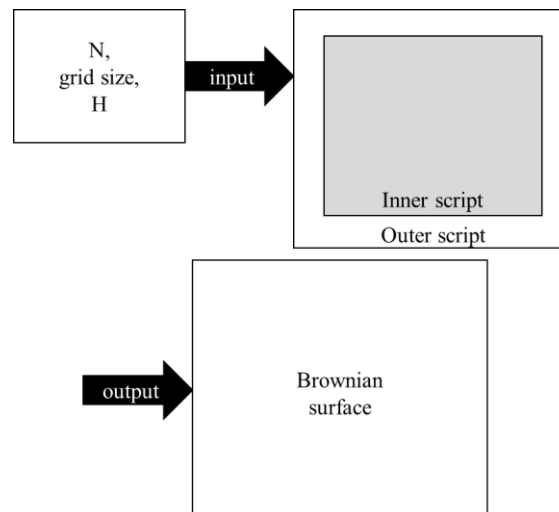 N,
grid size,
H
input
Inner script
Outer script
output
Brownian
surface